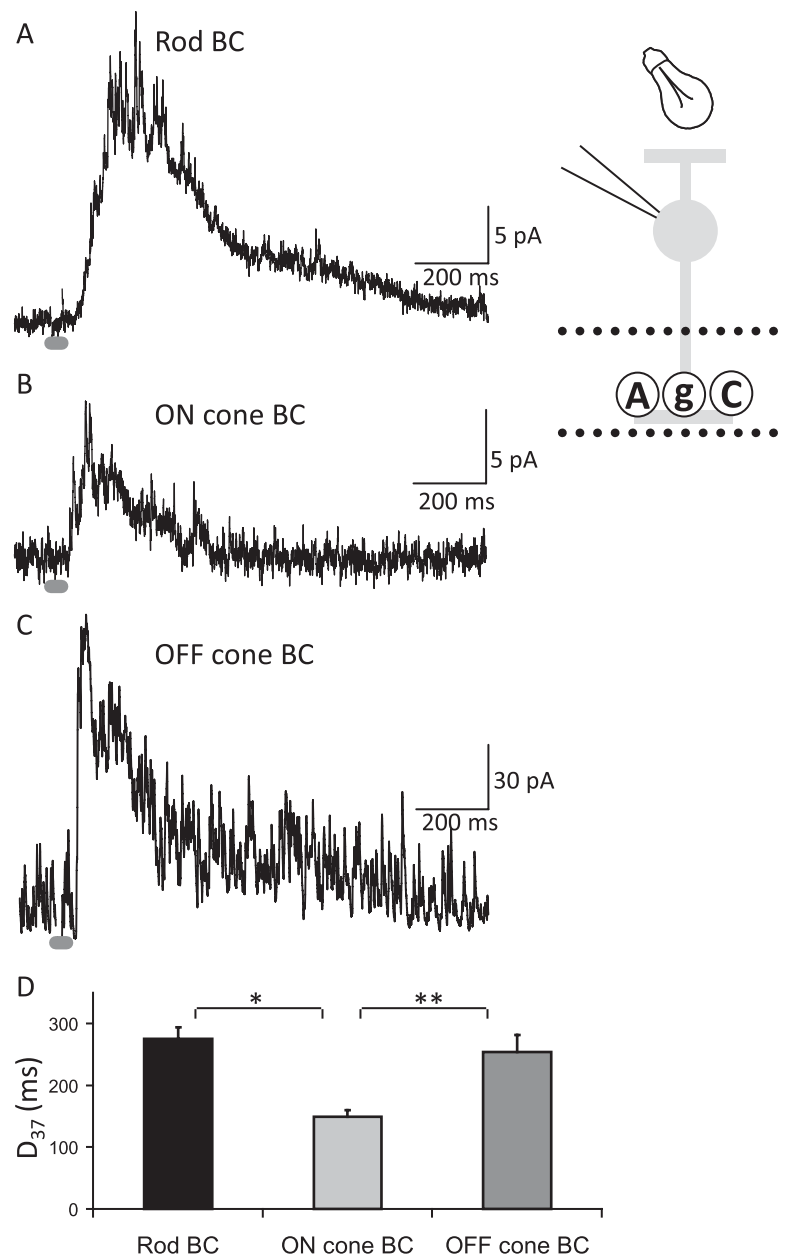 A
Rod BC
5 pA
200 ms
A g C
B
ON cone BC
5 pA
200 ms
C
OFF cone BC
30 pA
200 ms
D
* **
D37 (ms)
300
200
100
0
Rod BC ON cone BC OFF cone BC